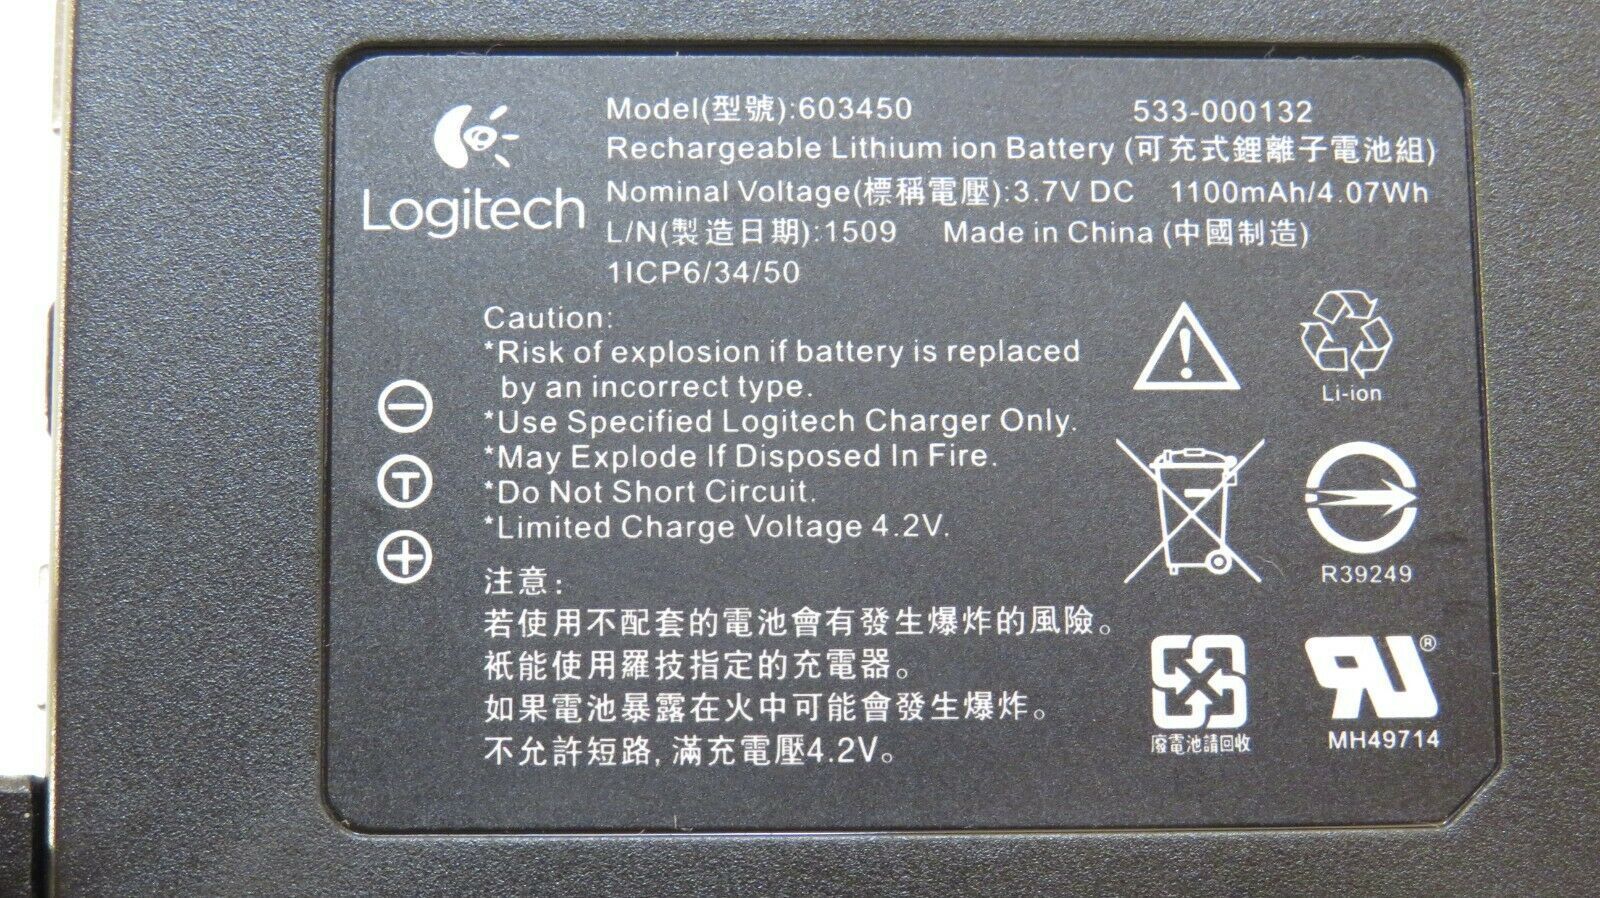 Logitech
Model(型號):603450 533-000132
Rechargeable Lithium ion Battery (可充式鋰離子電池組)
Nominal Voltage(標稱電壓):3.7V DC 1100mAh/4.07Wh
L/N(製造日期):1509 Made in China (中國制造)
1ICP6/34/50
Caution:
*Risk of explosion if battery is replaced
by an incorrect type.
*Use Specified Logitech Charger Only.
*May Explode If Disposed In Fire.
*Do Not Short Circuit.
*Limited Charge Voltage 4.2V.
−
T
+
注意:
若使用不配套的電池會有發生爆炸的風險。
衹能使用羅技指定的充電器。
如果電池暴露在火中可能會發生爆炸。
不允許短路,滿充電壓4.2V。
Li-ion
R39249
廢電池請回收
RU®
MH49714